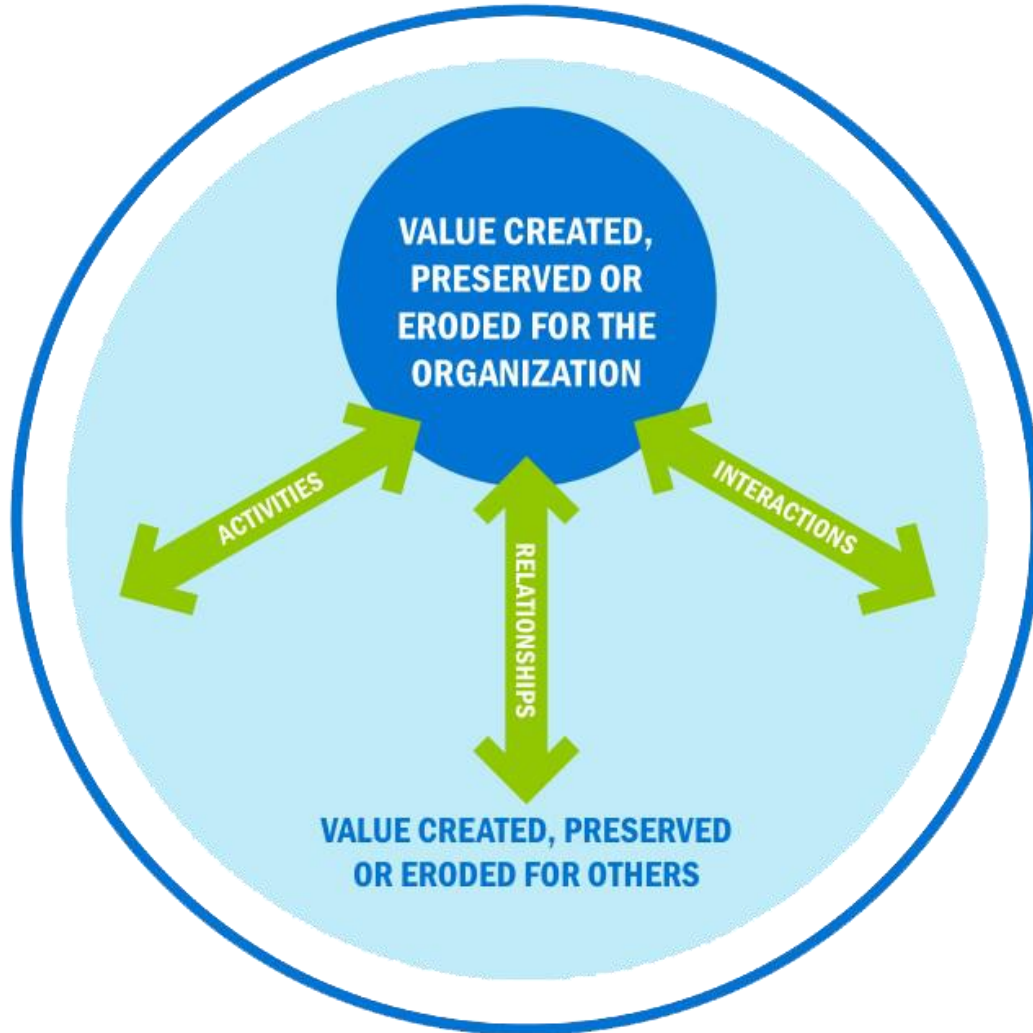 VALUE CREATED,
PRESERVED OR
ERODED FOR THE
ORGANIZATION
ACTIVITIES
RELATIONSHIPS
INTERACTIONS
VALUE CREATED, PRESERVED
OR ERODED FOR OTHERS